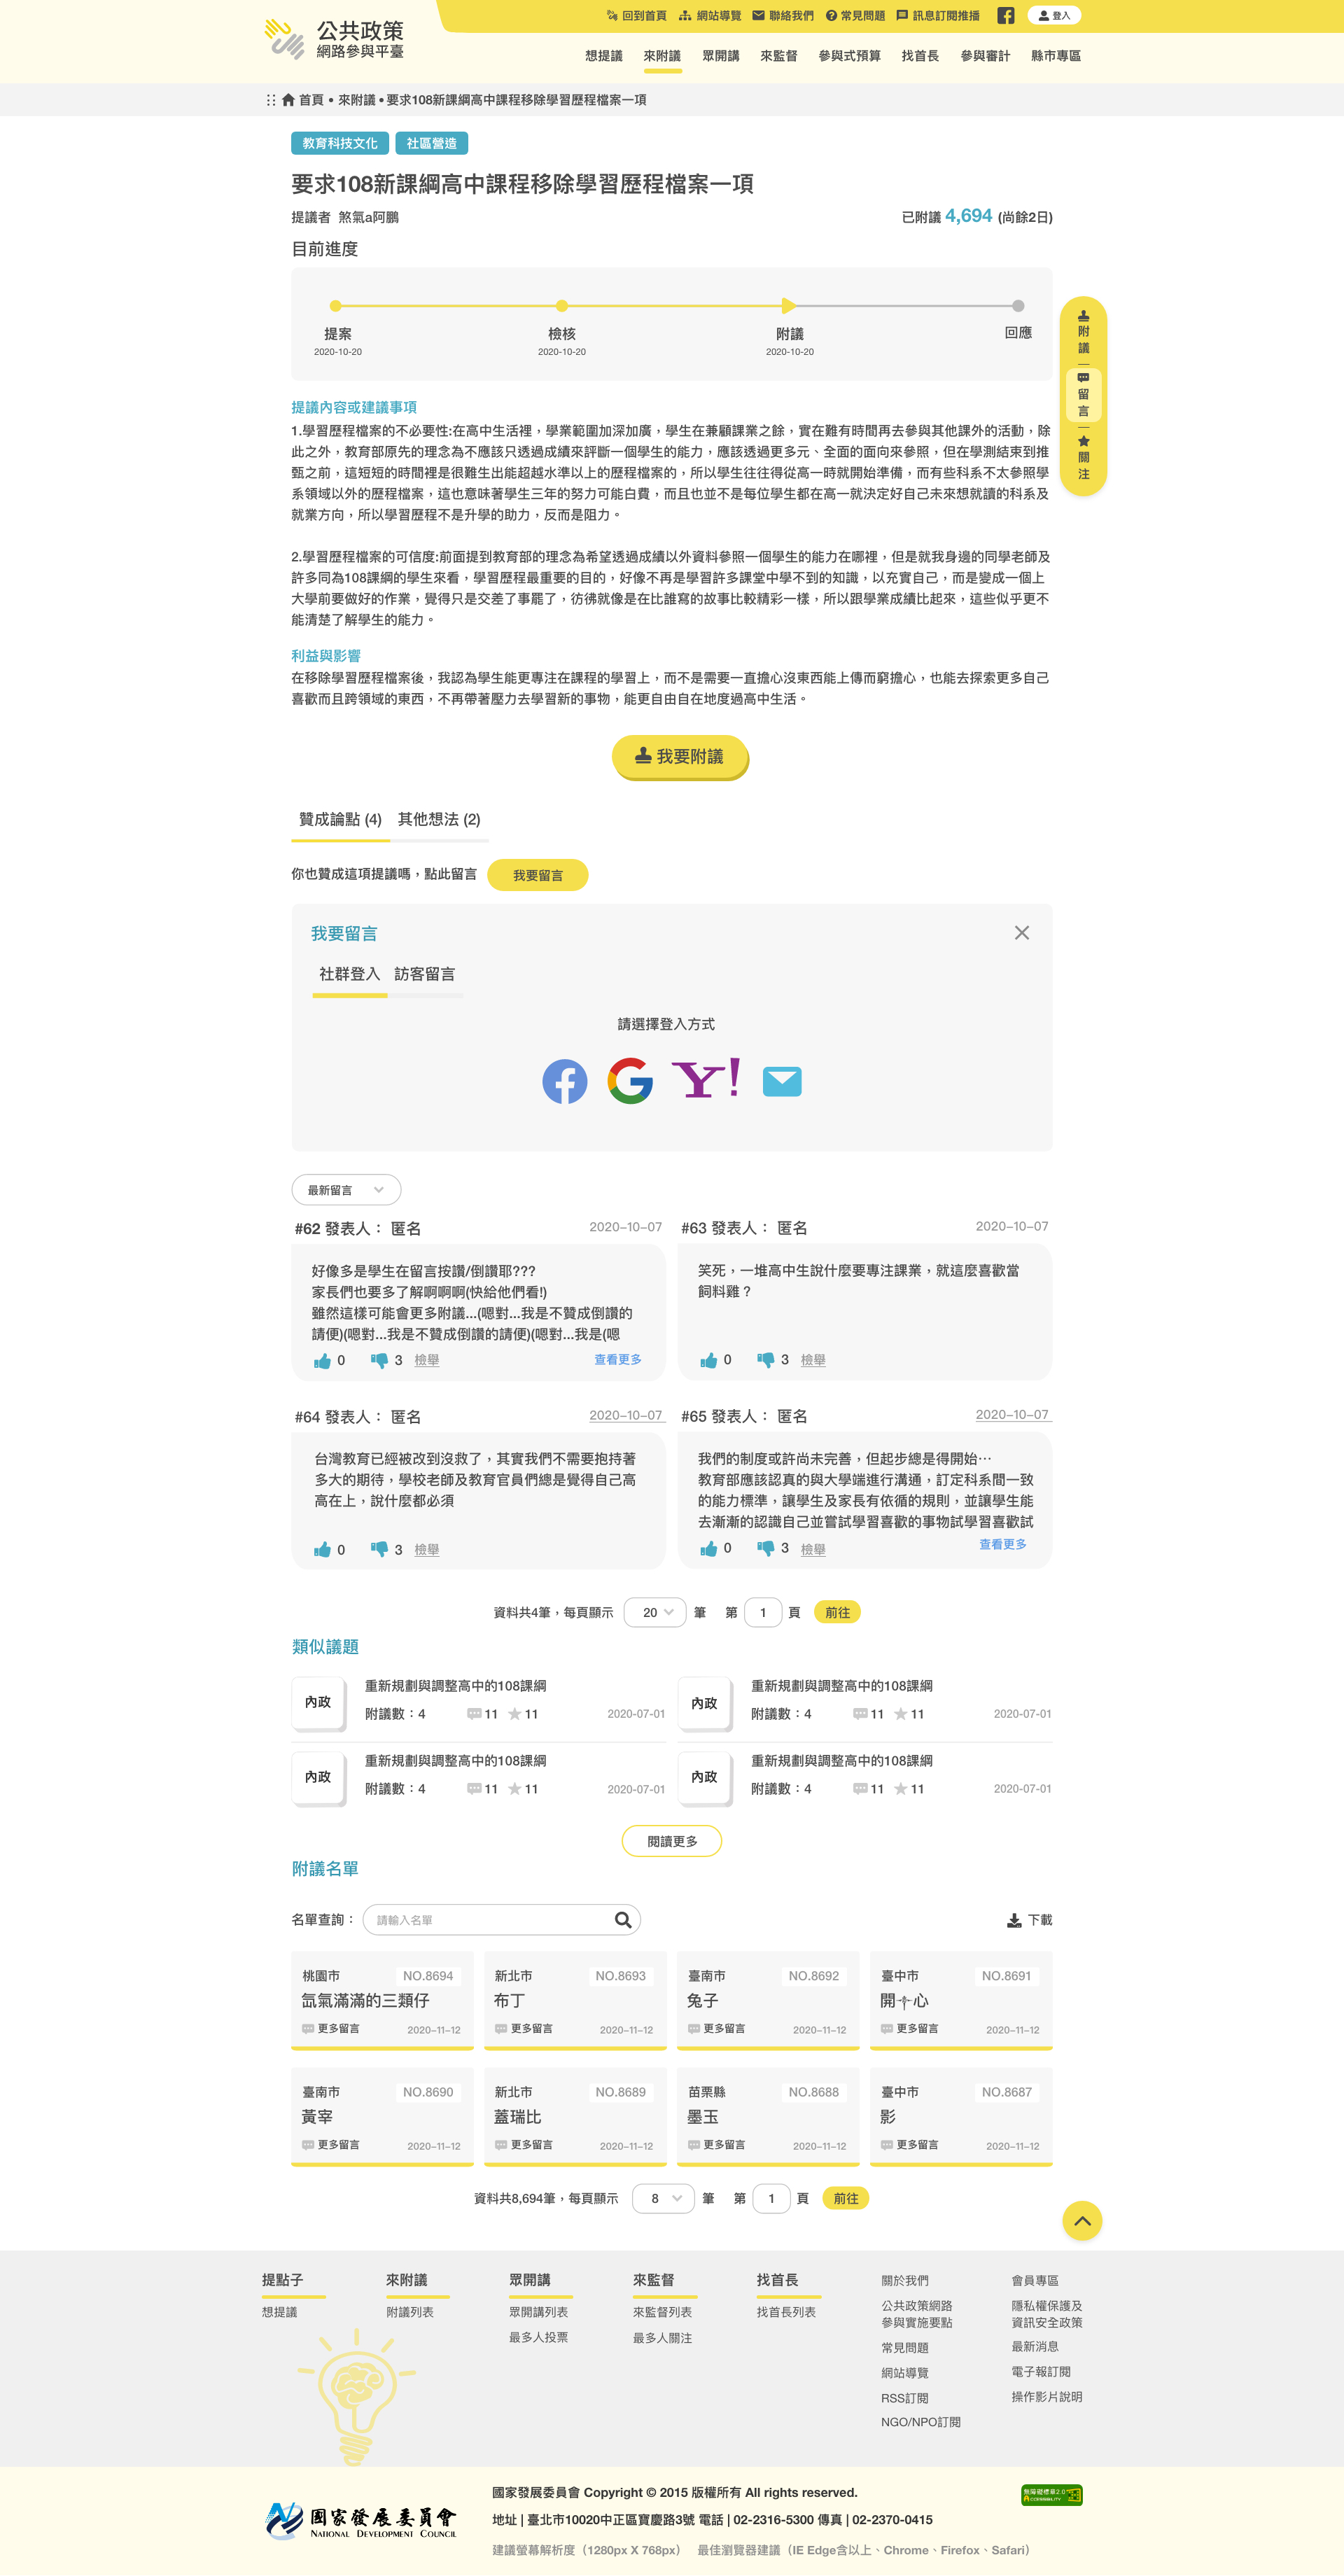 公共政策
網路參與平臺
回到首頁 網站導覽 聯絡我們 常見問題 訊息訂閱推播 登入
想提議 來附議 眾開講 來監督 參與式預算 找首長 參與審計 縣市專區
首頁 • 來附議 • 要求108新課綱高中課程移除學習歷程檔案一項
教育科技文化 社區營造
要求108新課綱高中課程移除學習歷程檔案一項
提議者 煞氣a阿鵬
已附議 4,694 (尚餘2日)
目前進度
提案 檢核 附議 回應
2020-10-20 2020-10-20 2020-10-20
附議
留言
關注
提議內容或建議事項
1.學習歷程檔案的不必要性:在高中生活裡，學業範圍加深加廣，學生在兼顧課業之餘，實在難有時間再去參與其他課外的活動，除
此之外，教育部原先的理念為不應該只透過成績來評斷一個學生的能力，應該透過更多元、全面的面向來參照，但在學測結束到推
甄之前，這短短的時間裡是很難生出能超越水準以上的歷程檔案的，所以學生往往得從高一時就開始準備，而有些科系不太參照學
系領域以外的歷程檔案，這也意味著學生三年的努力可能白費，而且也並不是每位學生都在高一就決定好自己未來想就讀的科系及
就業方向，所以學習歷程不是升學的助力，反而是阻力。
2.學習歷程檔案的可信度:前面提到教育部的理念為希望透過成績以外資料參照一個學生的能力在哪裡，但是就我身邊的同學老師及
許多同為108課綱的學生來看，學習歷程最重要的目的，好像不再是學習許多課堂中學不到的知識，以充實自己，而是變成一個上
大學前要做好的作業，覺得只是交差了事罷了，彷彿就像是在比誰寫的故事比較精彩一樣，所以跟學業成績比起來，這些似乎更不
能清楚了解學生的能力。
利益與影響
在移除學習歷程檔案後，我認為學生能更專注在課程的學習上，而不是需要一直擔心沒東西能上傳而窮擔心，也能去探索更多自己
喜歡而且跨領域的東西，不再帶著壓力去學習新的事物，能更自由自在地度過高中生活。
我要附議
贊成論點 (4) 其他想法 (2)
你也贊成這項提議嗎，點此留言 我要留言
我要留言
社群登入 訪客留言
請選擇登入方式
Y!
最新留言
#62 發表人： 匿名 2020-10-07
好像多是學生在留言按讚/倒讚耶???
家長們也要多了解啊啊啊(快給他們看!)
雖然這樣可能會更多附議...(嗯對...我是不贊成倒讚的
請便)(嗯對...我是不贊成倒讚的請便)(嗯對...我是(嗯
0 3 檢舉 查看更多
#63 發表人： 匿名 2020-10-07
笑死，一堆高中生說什麼要專注課業，就這麼喜歡當
飼料雞？
0 3 檢舉
#64 發表人： 匿名 2020-10-07
台灣教育已經被改到沒救了，其實我們不需要抱持著
多大的期待，學校老師及教育官員們總是覺得自己高
高在上，說什麼都必須
0 3 檢舉
#65 發表人： 匿名 2020-10-07
我們的制度或許尚未完善，但起步總是得開始…
教育部應該認真的與大學端進行溝通，訂定科系間一致
的能力標準，讓學生及家長有依循的規則，並讓學生能
去漸漸的認識自己並嘗試學習喜歡的事物試學習喜歡試
0 3 檢舉 查看更多
資料共4筆，每頁顯示 20 筆 第 1 頁 前往
類似議題
內政 重新規劃與調整高中的108課綱
附議數：4 11 11 2020-07-01
內政 重新規劃與調整高中的108課綱
附議數：4 11 11 2020-07-01
內政 重新規劃與調整高中的108課綱
附議數：4 11 11 2020-07-01
內政 重新規劃與調整高中的108課綱
附議數：4 11 11 2020-07-01
閱讀更多
附議名單
名單查詢： 請輸入名單 下載
桃園市 NO.8694 新北市 NO.8693 臺南市 NO.8692 臺中市 NO.8691
氙氣滿滿的三類仔 布丁 兔子 開╬心
更多留言 2020-11-12 更多留言 2020-11-12 更多留言 2020-11-12 更多留言 2020-11-12
臺南市 NO.8690 新北市 NO.8689 苗栗縣 NO.8688 臺中市 NO.8687
黃宰 蓋瑞比 墨玉 影
更多留言 2020-11-12 更多留言 2020-11-12 更多留言 2020-11-12 更多留言 2020-11-12
資料共8,694筆，每頁顯示 8 筆 第 1 頁 前往
提點子 來附議 眾開講 來監督 找首長
想提議 附議列表 眾開講列表 來監督列表 找首長列表
最多人投票 最多人關注
關於我們
公共政策網路
參與實施要點
常見問題
網站導覽
RSS訂閱
NGO/NPO訂閱
會員專區
隱私權保護及
資訊安全政策
最新消息
電子報訂閱
操作影片說明
國家發展委員會
NATIONAL DEVELOPMENT COUNCIL
國家發展委員會 Copyright © 2015 版權所有 All rights reserved.
地址 | 臺北市10020中正區寶慶路3號 電話 | 02-2316-5300 傳真 | 02-2370-0415
建議螢幕解析度（1280px X 768px） 最佳瀏覽器建議（IE Edge含以上、Chrome、Firefox、Safari）
無障礙標章2.0
ACCESSIBILITY